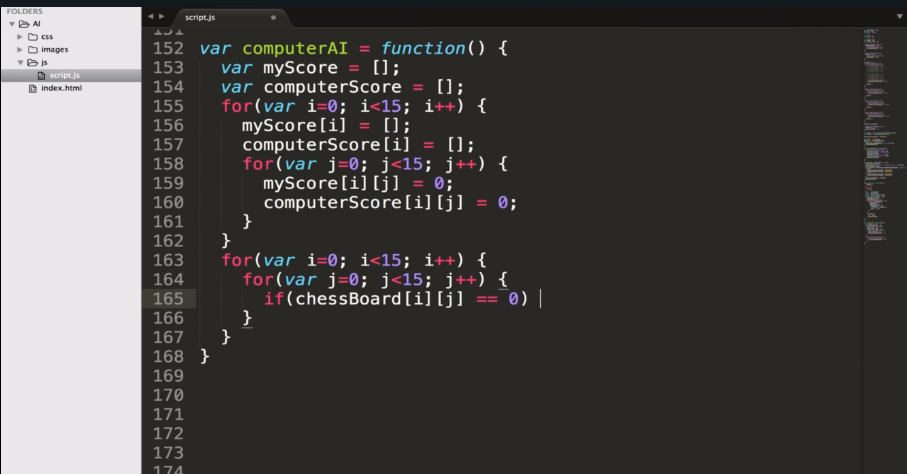 FOLDERS
AI
css
images
js
script.js
index.html
script.js
151
152 var computerAI = function() {
153 var myScore = [];
154 var computerScore = [];
155 for(var i=0; i<15; i++) {
156 myScore[i] = [];
157 computerScore[i] = [];
158 for(var j=0; j<15; j++) {
159 myScore[i][j] = 0;
160 computerScore[i][j] = 0;
161 }
162 }
163 for(var i=0; i<15; i++) {
164 for(var j=0; j<15; j++) {
165 if(chessBoard[i][j] == 0)
166 }
167 }
168 }
169
170
171
172
173
174